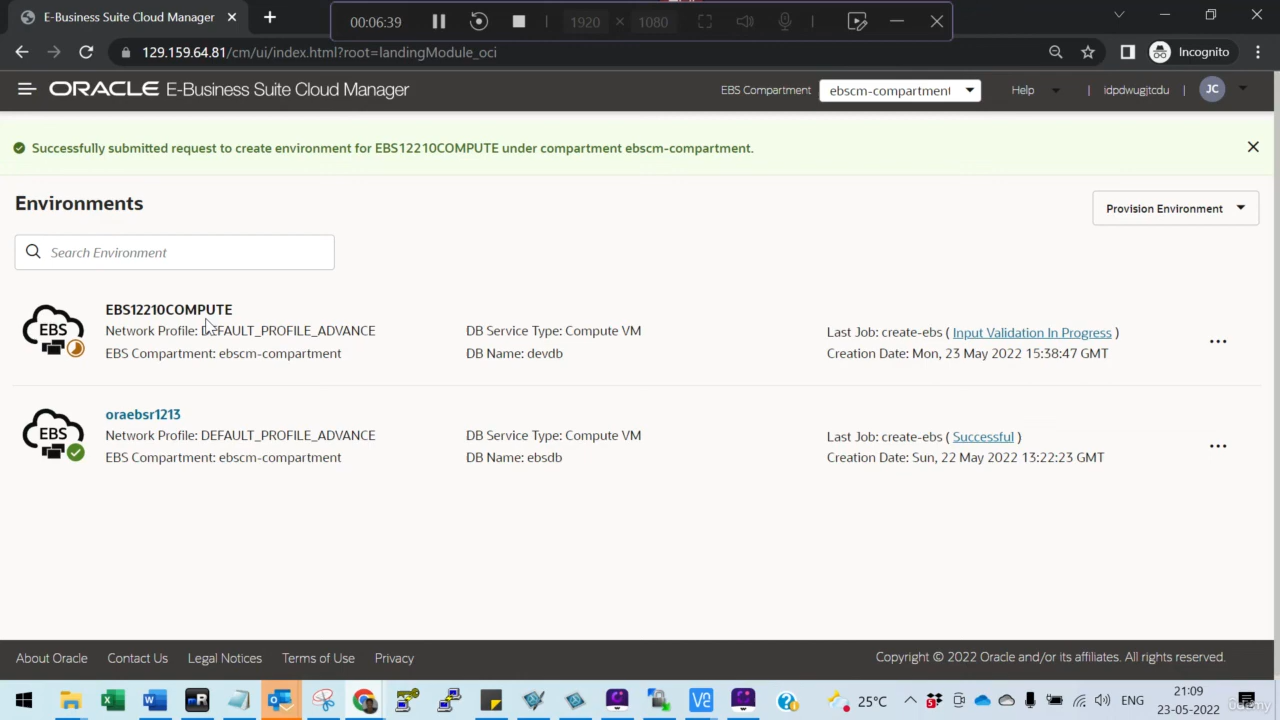 E-Business Suite Cloud Manager
00:06:39
1920 × 1080
129.159.64.81/cm/ui/index.html?root=landingModule_oci
Incognito
ORACLE E-Business Suite Cloud Manager
EBS Compartment
ebscm-compartment
Help
idpdwugjtcdu
JC
Successfully submitted request to create environment for EBS12210COMPUTE under compartment ebscm-compartment.
Environments
Provision Environment
Search Environment
EBS
EBS12210COMPUTE
Network Profile: DEFAULT_PROFILE_ADVANCE
EBS Compartment: ebscm-compartment
DB Service Type: Compute VM
DB Name: devdb
Last Job: create-ebs ( Input Validation In Progress )
Creation Date: Mon, 23 May 2022 15:38:47 GMT
EBS
oraebsr1213
Network Profile: DEFAULT_PROFILE_ADVANCE
EBS Compartment: ebscm-compartment
DB Service Type: Compute VM
DB Name: ebsdb
Last Job: create-ebs ( Successful )
Creation Date: Sun, 22 May 2022 13:22:23 GMT
About Oracle
Contact Us
Legal Notices
Terms of Use
Privacy
Copyright © 2022 Oracle and/or its affiliates. All rights reserved.
25°C
ENG
21:09
23-05-2022
udemy